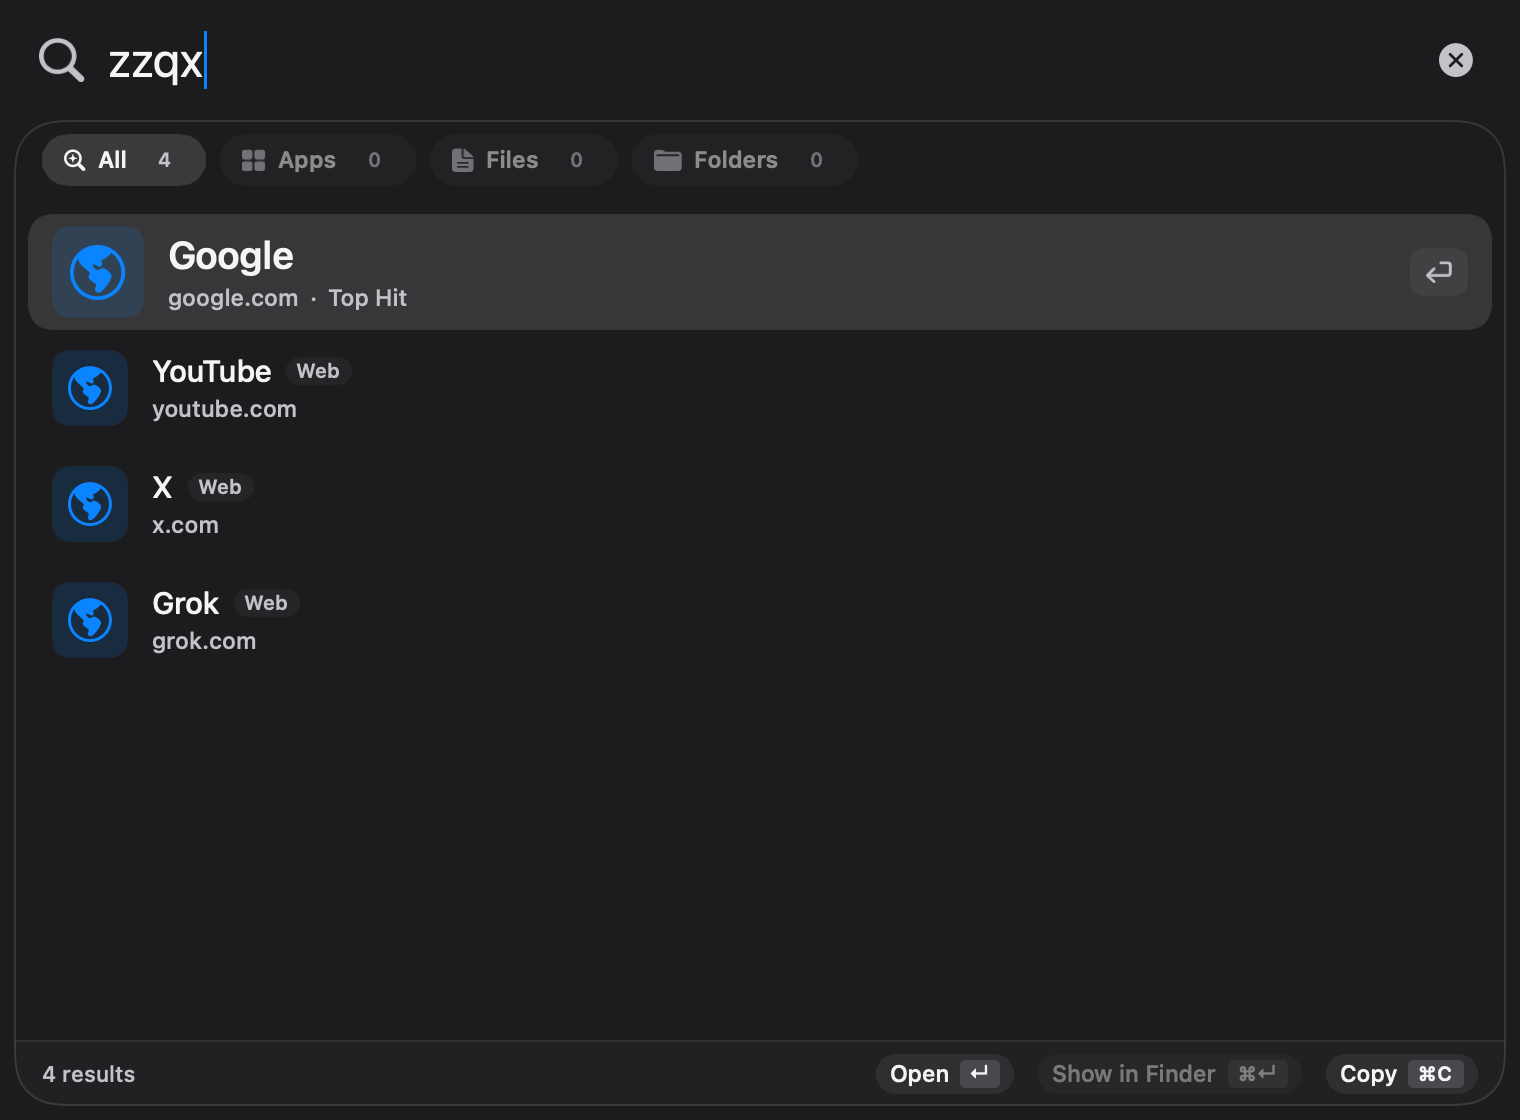 zzqx
All 4 Apps 0 Files 0 Folders 0
Google
google.com · Top Hit
YouTube Web
youtube.com
X Web
x.com
Grok Web
grok.com
4 results Open ↵ Show in Finder ⌘↵ Copy ⌘C